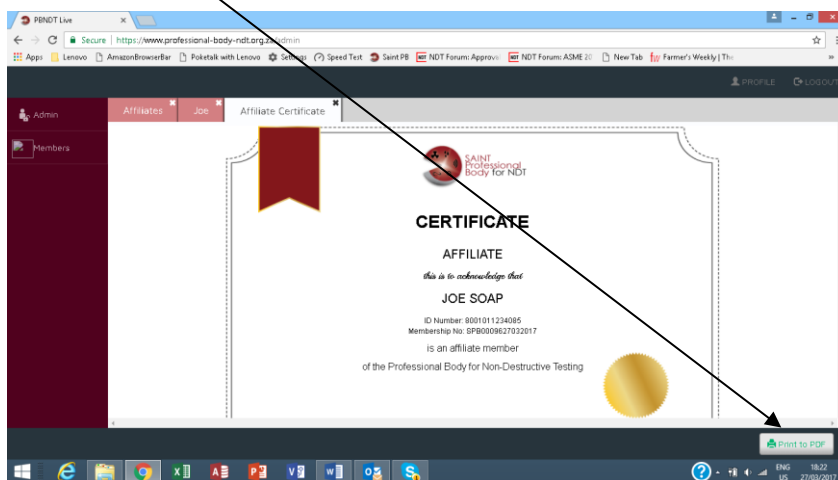 PBNDT Live
Secure | https://www.professional-body-ndt.org.za/admin
Apps Lenovo AmazonBrowserBar Poketalk with Lenovo Settings Speed Test Saint PB NDT Forum: Approva NDT Forum: ASME 20 New Tab Farmer's Weekly | The
PROFILE LOGOUT
Admin
Affiliates Joe Affiliate Certificate
Members
SAINT
Professional
Body for NDT
CERTIFICATE
AFFILIATE
this is to acknowledge that
JOE SOAP
ID Number: 8001011234085
Membership No: SPB0009627032017
is an affiliate member
of the Professional Body for Non-Destructive Testing
Print to PDF
ENG 18:22
US 27/03/2017